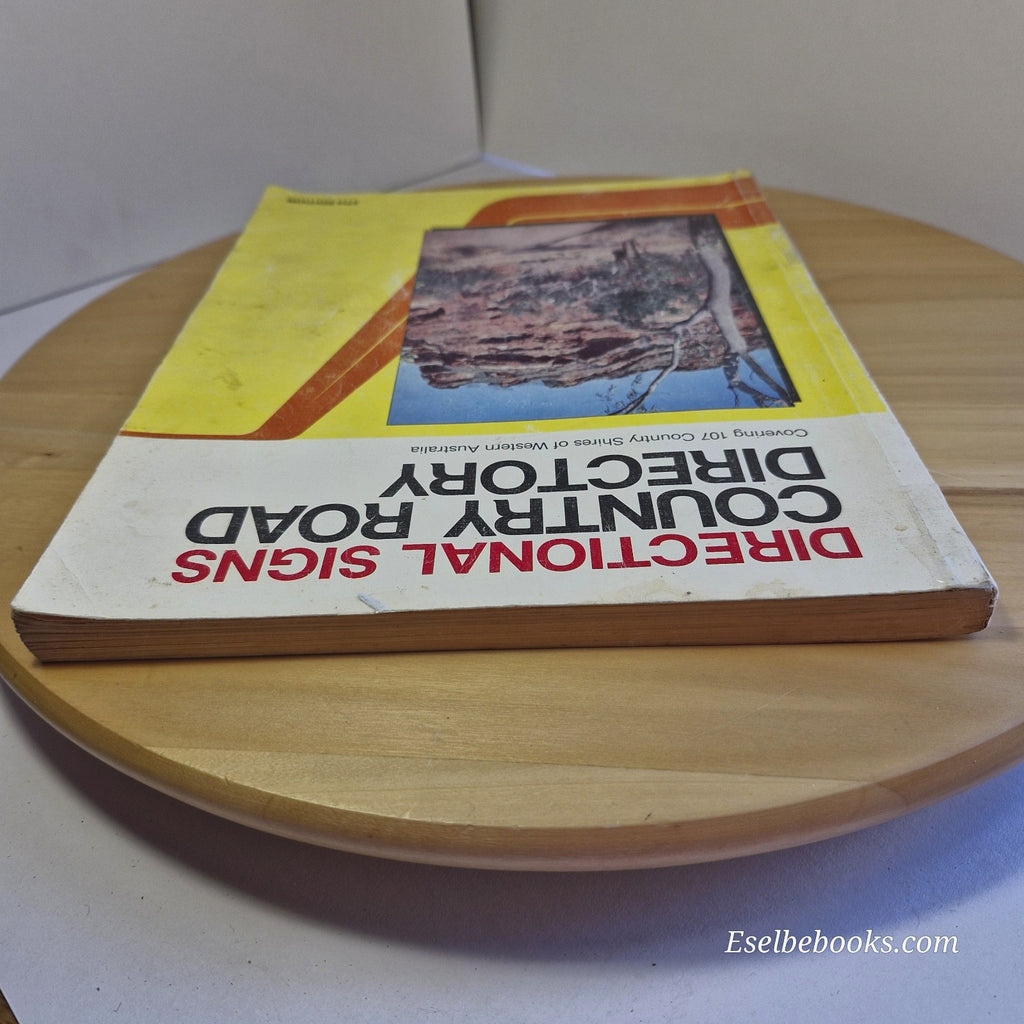 DIRECTIONAL SIGNS
COUNTRY ROAD
DIRECTORY
Covering 107 Country Shires of Western Australia
Eselbebooks.com